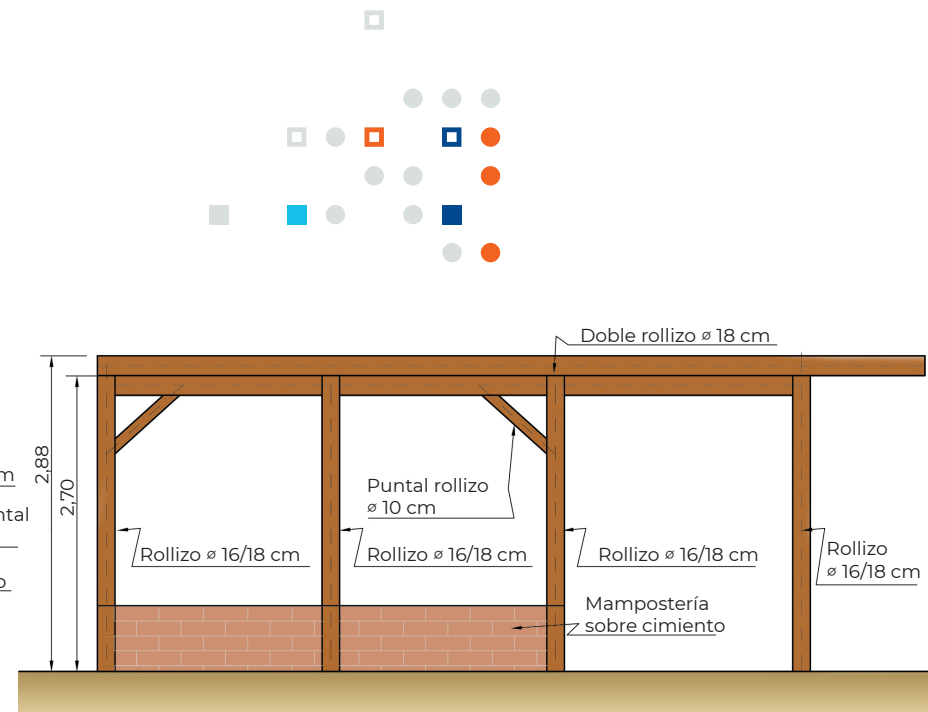 Doble rollizo ø 18 cm
2,88
2,70
Puntal rollizo
ø 10 cm
Rollizo ø 16/18 cm
Rollizo ø 16/18 cm
Rollizo ø 16/18 cm
Rollizo
ø 16/18 cm
Mampostería
sobre cimiento